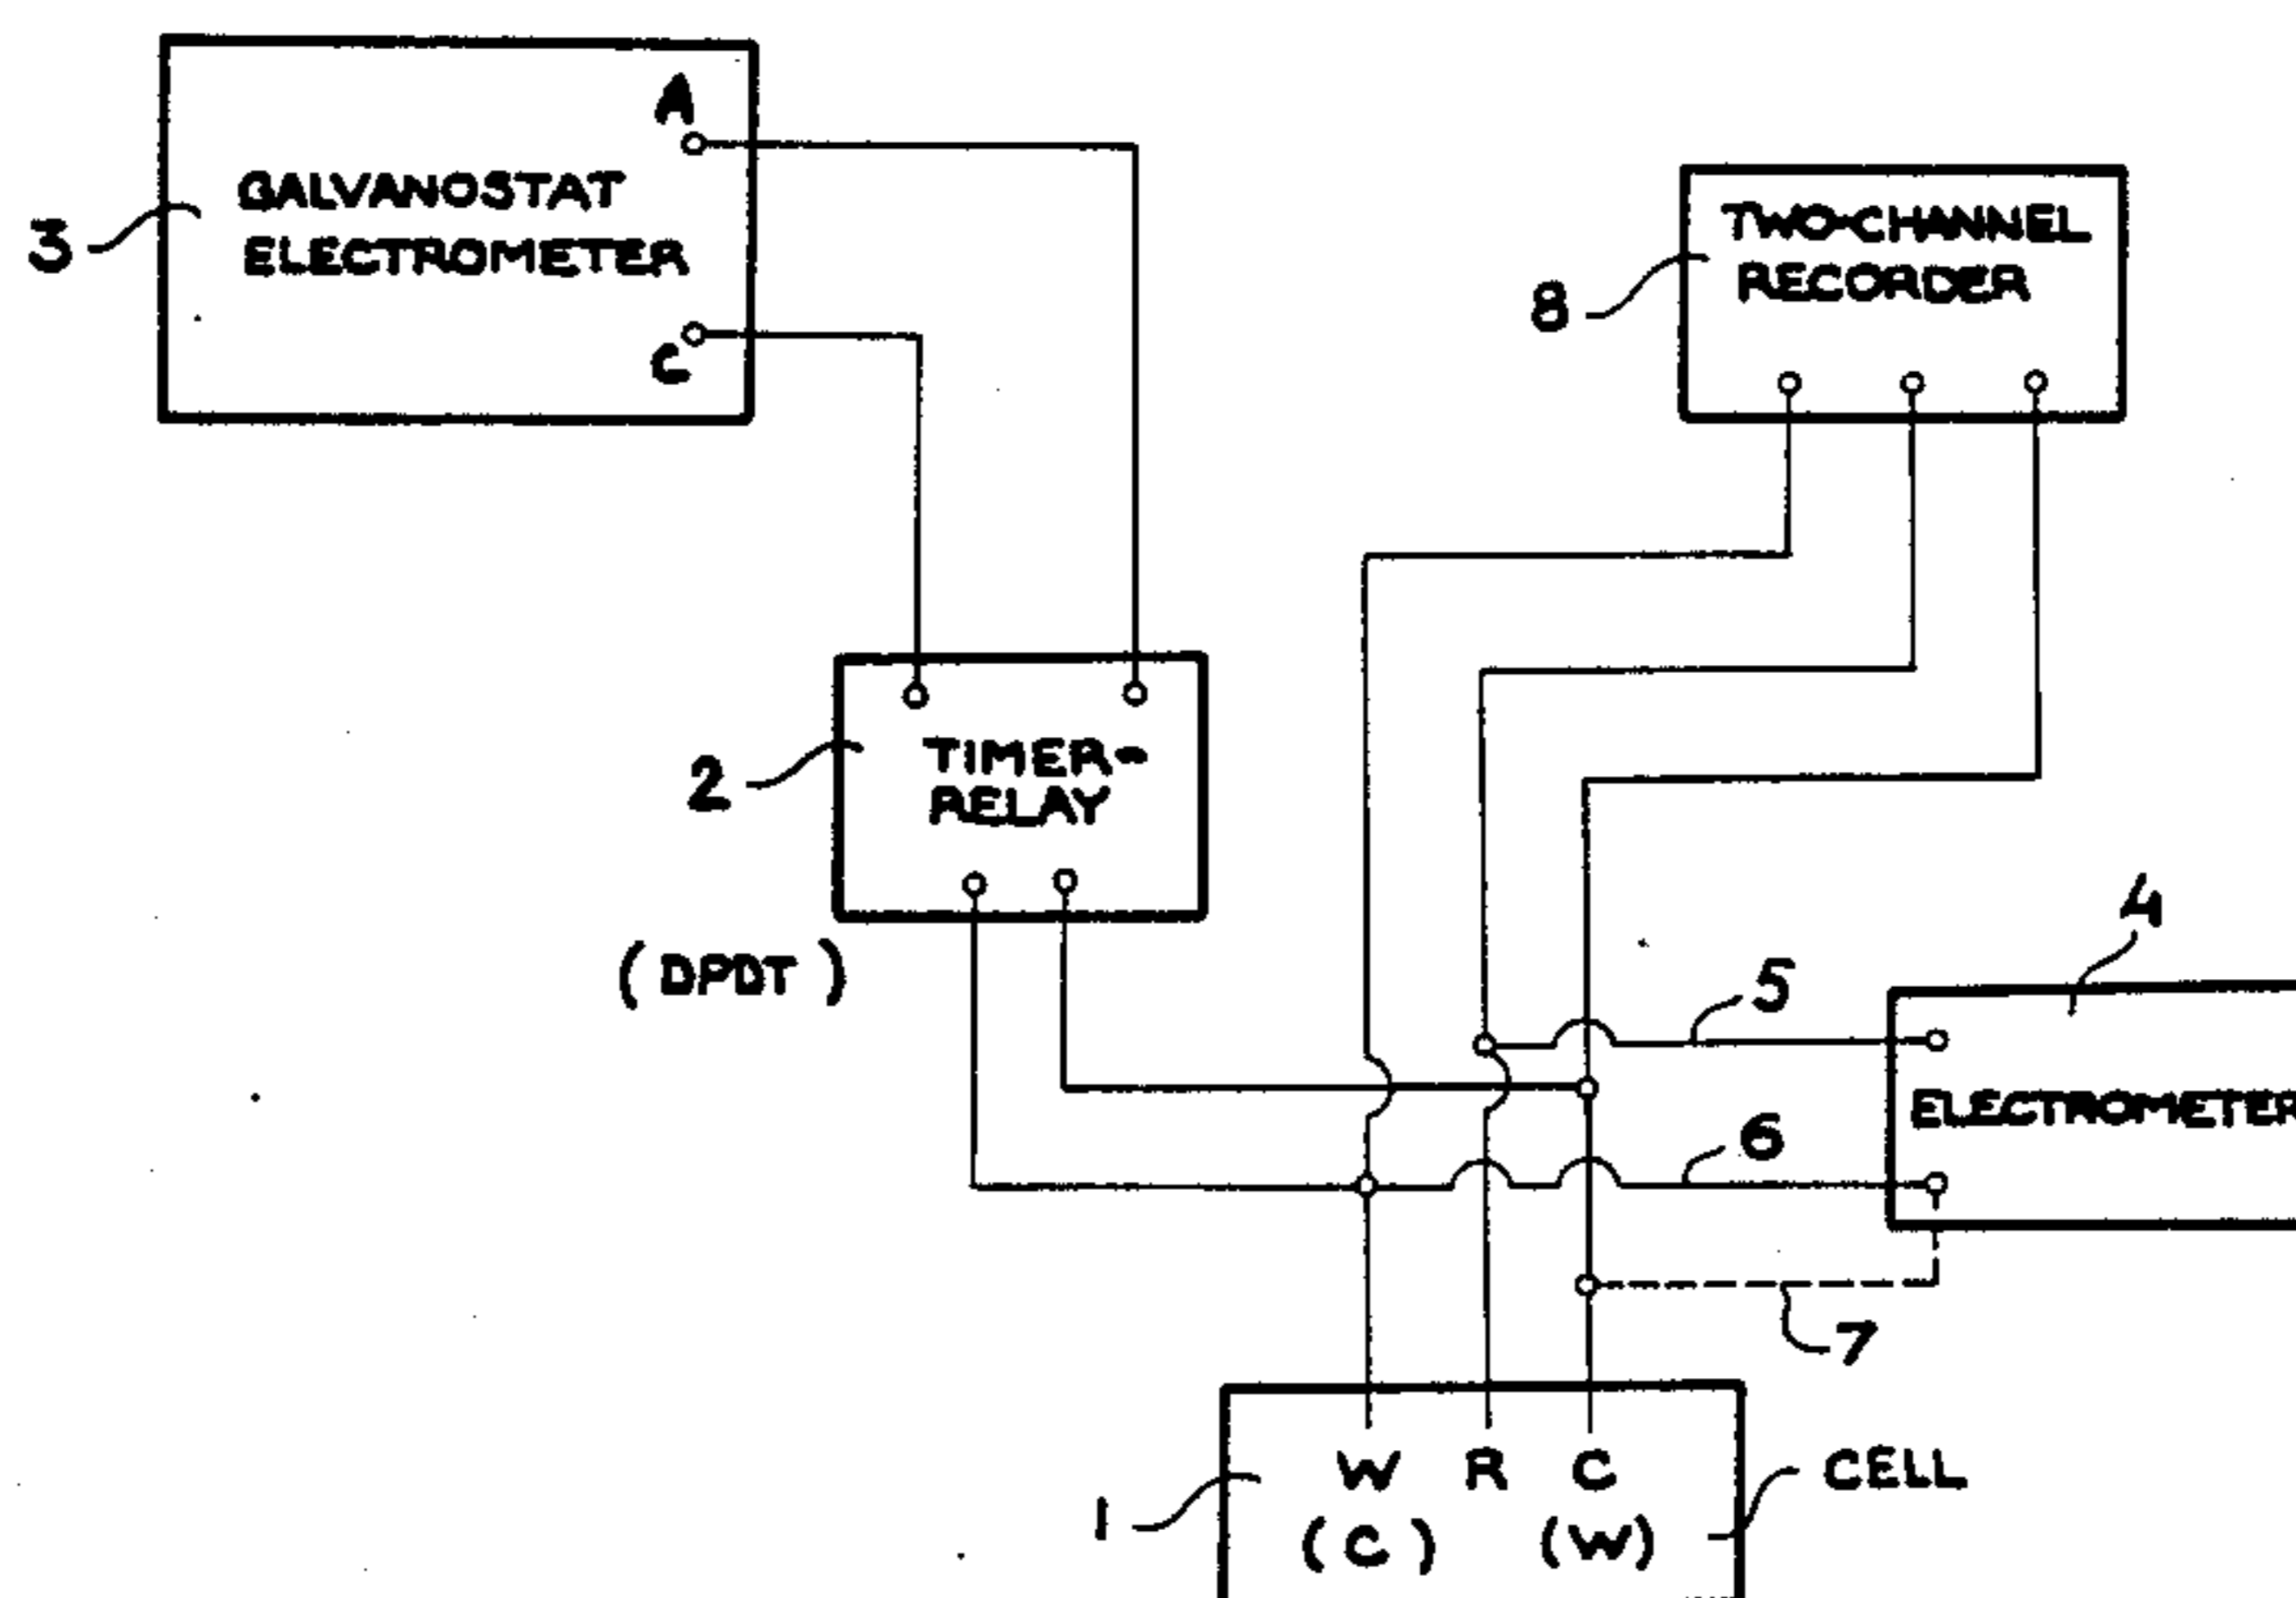 A
GALVANOSTAT
ELECTROMETER
3
C
TWO-CHANNEL
RECORDER
8
2
TIMER-
RELAY
(DPDT)
4
5
ELECTROMETER
6
7
W R C
CELL
1
(C) (W)